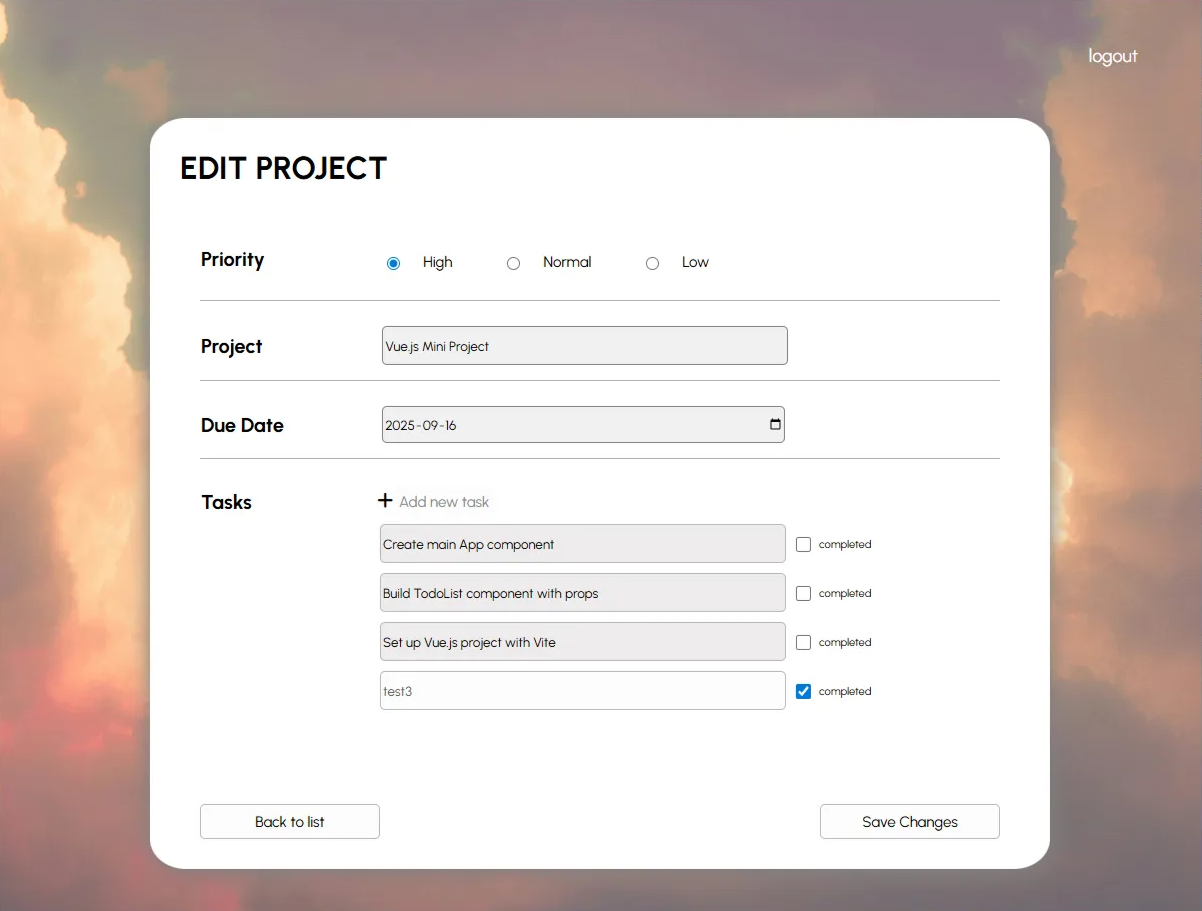 logout
EDIT PROJECT
Priority High Normal Low
Project Vue.js Mini Project
Due Date 2025-09-16
Tasks + Add new task
Create main App component completed
Build TodoList component with props completed
Set up Vue.js project with Vite completed
test3 completed
Back to list Save Changes